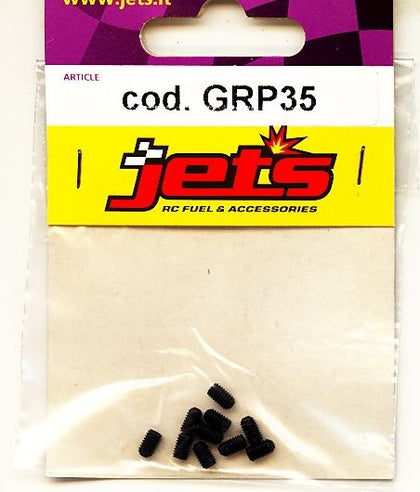 www.jets.it
ARTICLE
cod. GRP35
jets
RC FUEL & ACCESSORIES